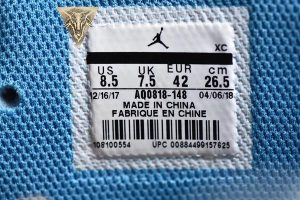 XC
US UK EUR cm
8.5 7.5 42 26.5
12/16/17 AQ0818-148 04/06/18
MADE IN CHINA
FABRIQUE EN CHINE
108100554 UPC 00884499157625